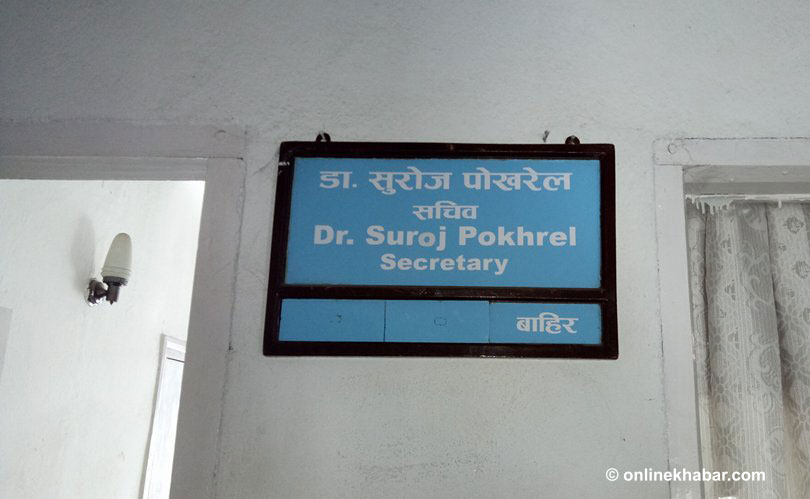 डा. सुरोज पोखरेल
सचिव
Dr. Suroj Pokhrel
Secretary
बाहिर
© onlinekhabar.com